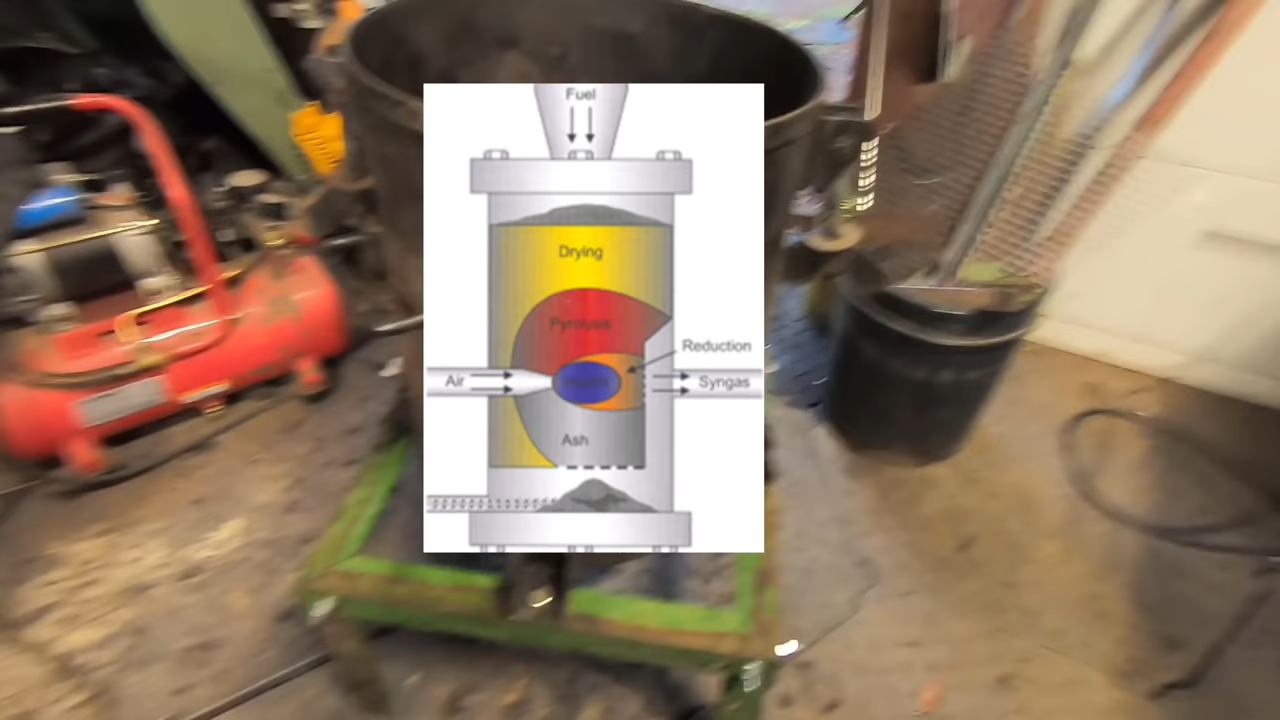 Fuel
Drying
Pyrolysis
Reduction
Air
Syngas
Ash